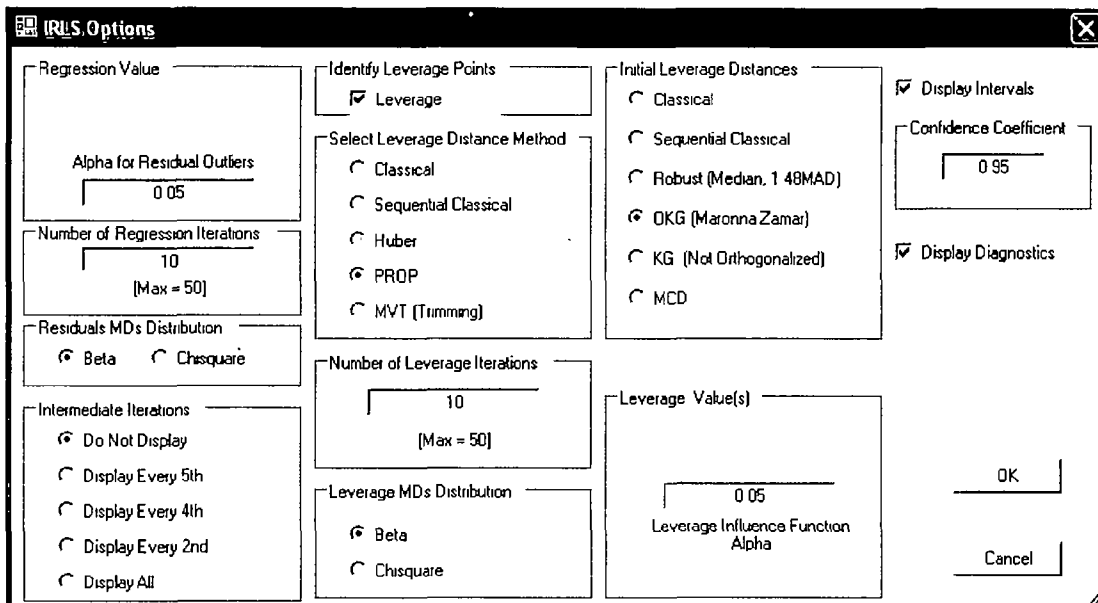 IRLS Options
Regression Value
Alpha for Residual Outliers
0 05
Number of Regression Iterations
10
[Max = 50]
Residuals MDs Distribution
Beta
Chisquare
Intermediate Iterations
Do Not Display
Display Every 5th
Display Every 4th
Display Every 2nd
Display All
Identify Leverage Points
Leverage
Select Leverage Distance Method
Classical
Sequential Classical
Huber
PROP
MVT (Trimming)
Number of Leverage Iterations
10
[Max = 50]
Leverage MDs Distribution
Beta
Chisquare
Initial Leverage Distances
Classical
Sequential Classical
Robust (Median, 1 48MAD)
OKG (Maronna Zamar)
KG (Not Orthogonalized)
MCD
Leverage Value(s)
0 05
Leverage Influence Function
Alpha
Display Intervals
Confidence Coefficient
0 95
Display Diagnostics
OK
Cancel